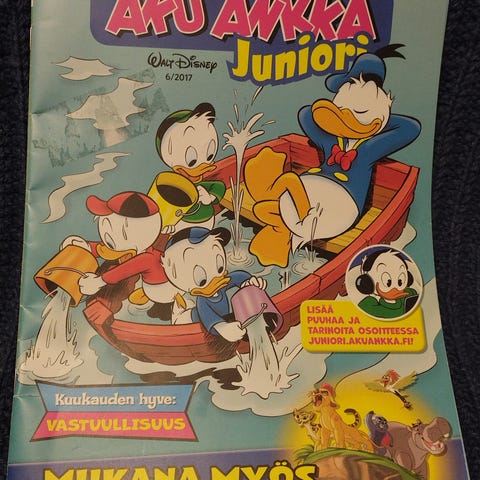 AKU ANKKA
Juniori
Walt Disney
6/2017
LISÄÄ
PUUHAA JA
TARINOITA OSOITTEESSA
JUNIORI.AKUANKKA.FI!
Kuukauden hyve:
VASTUULLISUUS
MUKANA MYÖS